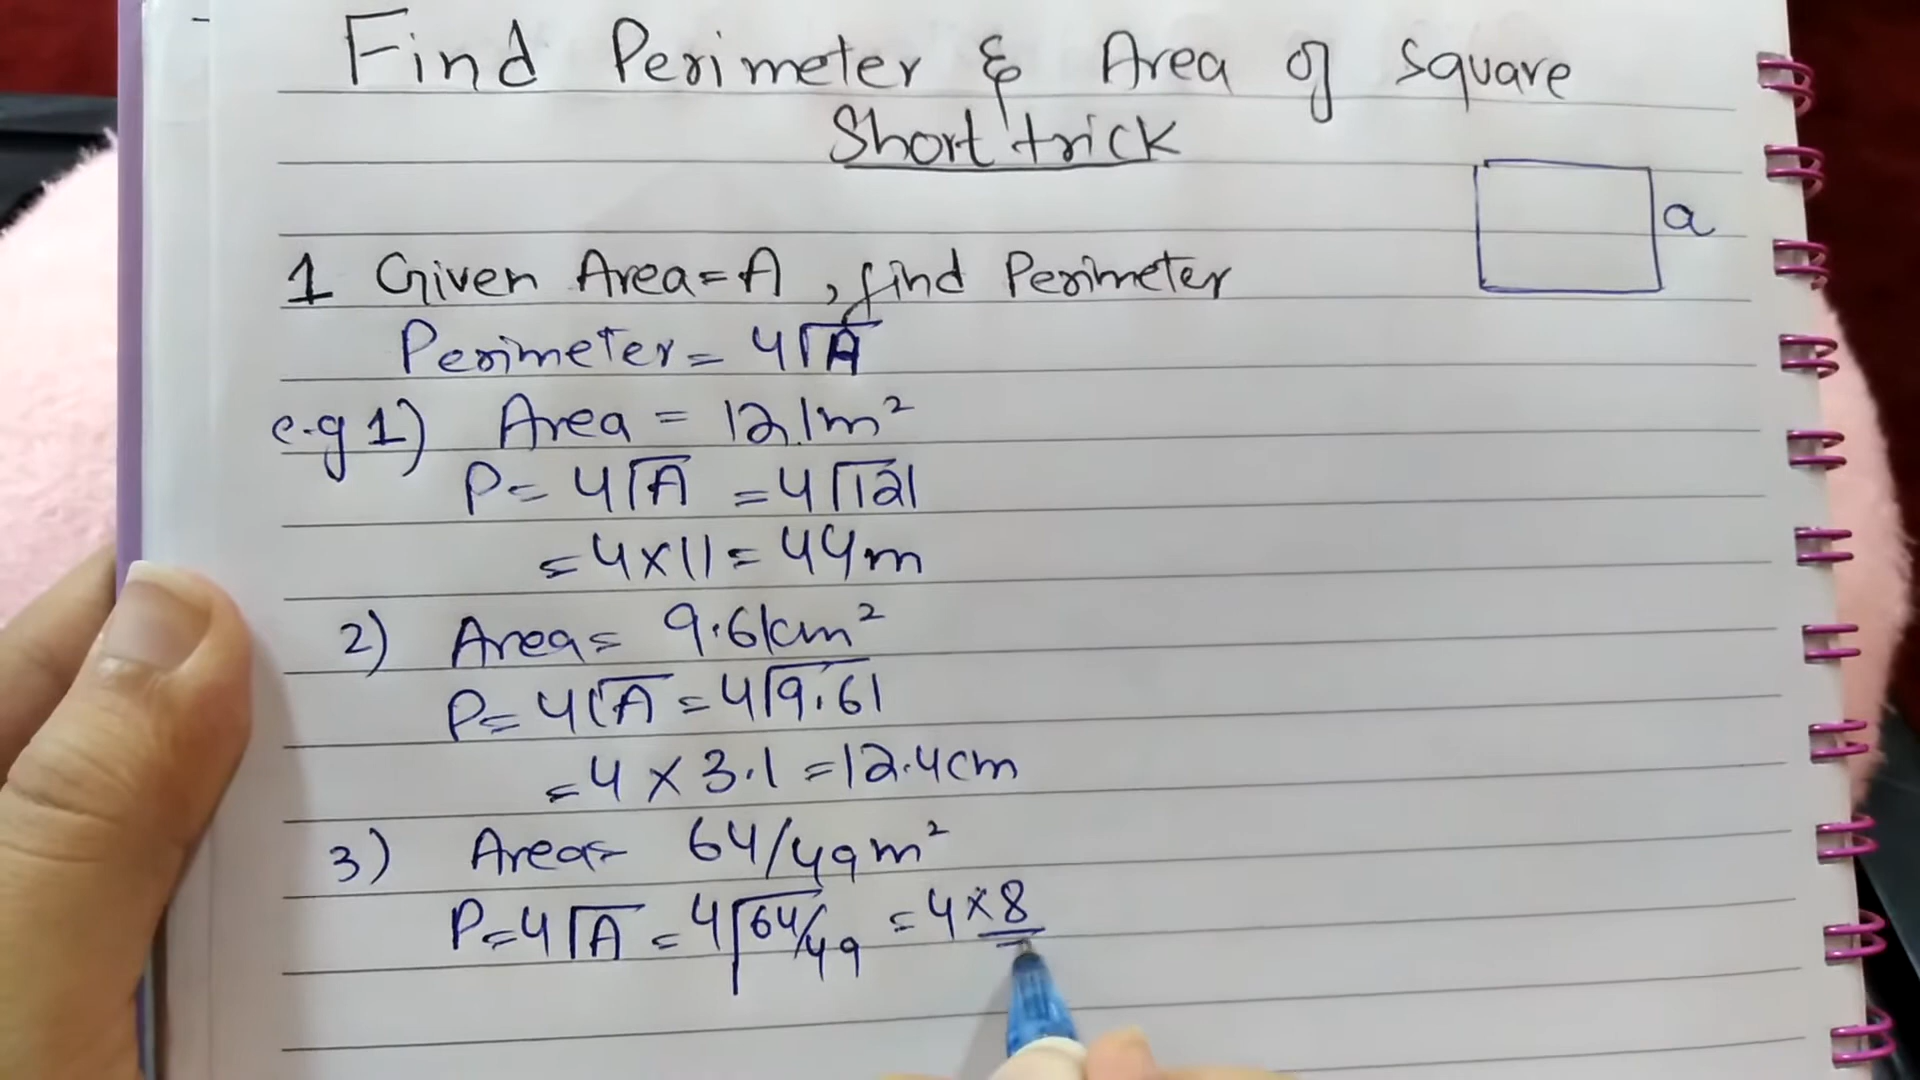 Find Perimeter & Area of square
Short trick
a
1 Given Area = A , find Perimeter
Perimeter = 4√A
e.g 1) Area = 121m²
P = 4√A = 4√121
= 4 × 11 = 44m
2) Area = 9.61cm²
P = 4√A = 4√9.61
= 4 × 3.1 = 12.4cm
3) Area = 64/49m²
P = 4√A = 4√64/49 = 4 × 8